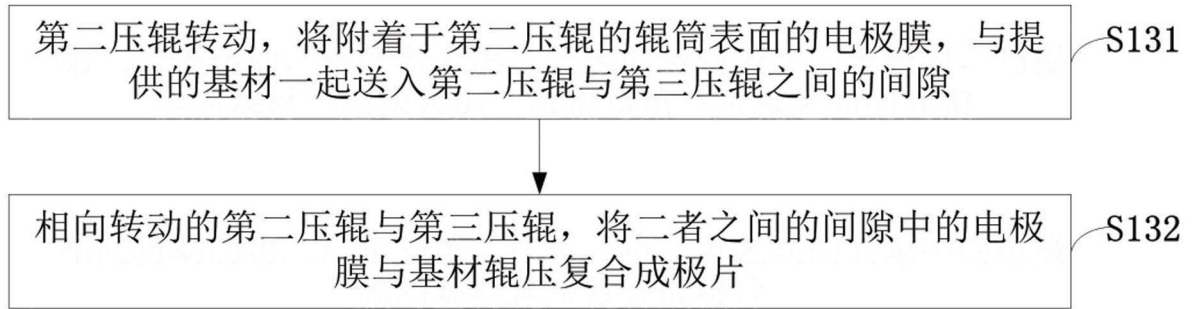 第二压辊转动，将附着于第二压辊的辊筒表面的电极膜，与提
供的基材一起送入第二压辊与第三压辊之间的间隙
S131
相向转动的第二压辊与第三压辊，将二者之间的间隙中的电极
膜与基材辊压复合成极片
S132